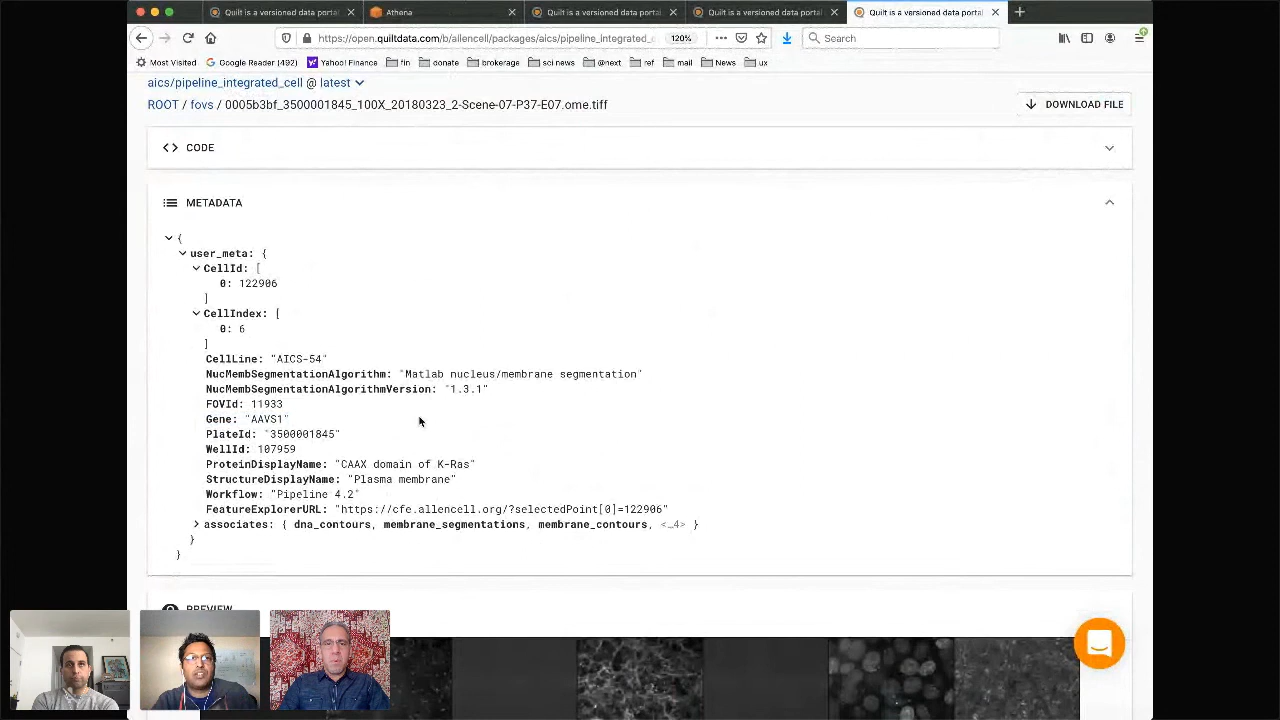 Quilt is a versioned data portal
Athena
Quilt is a versioned data portal
Quilt is a versioned data portal
Quilt is a versioned data portal
https://open.quiltdata.com/b/allencell/packages/aics/pipeline_integrated_
120%
Search
Most Visited
Google Reader (492)
Yahoo! Finance
fin
donate
brokerage
sci news
@next
ref
mail
News
ux
aics/pipeline_integrated_cell @ latest
ROOT / fovs / 0005b3bf_3500001845_100X_20180323_2-Scene-07-P37-E07.ome.tiff
DOWNLOAD FILE
<> CODE
METADATA
{
user_meta: {
CellId: [
0: 122906
]
CellIndex: [
0: 6
]
CellLine: "AICS-54"
NucMembSegmentationAlgorithm: "Matlab nucleus/membrane segmentation"
NucMembSegmentationAlgorithmVersion: "1.3.1"
FOVId: 11933
Gene: "AAVS1"
PlateId: "3500001845"
WellId: 107959
ProteinDisplayName: "CAAX domain of K-Ras"
StructureDisplayName: "Plasma membrane"
Workflow: "Pipeline 4.2"
FeatureExplorerURL: "https://cfe.allencell.org/?selectedPoint[0]=122906"
associates: { dna_contours, membrane_segmentations, membrane_contours, <…4> }
}
}
PREVIEW